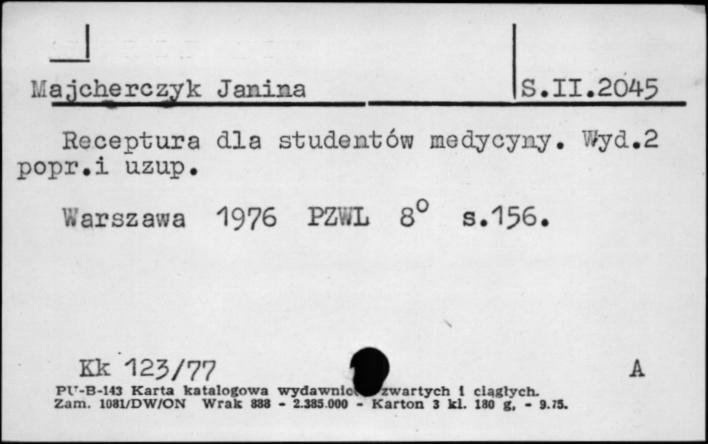 Majcherczyk Janina S.II.2045
Receptura dla studentów medycyny. Wyd.2
popr.i uzup.
Warszawa 1976 PZWL 8° s.156.
Kk 123/77 A
PU-B-143 Karta katalogowa zwartych i ciągłych.
Zam. 1081/DW/ON Wrak 888 - 2.385.000 - Karton 3 kl. 180 g, - 9.75.